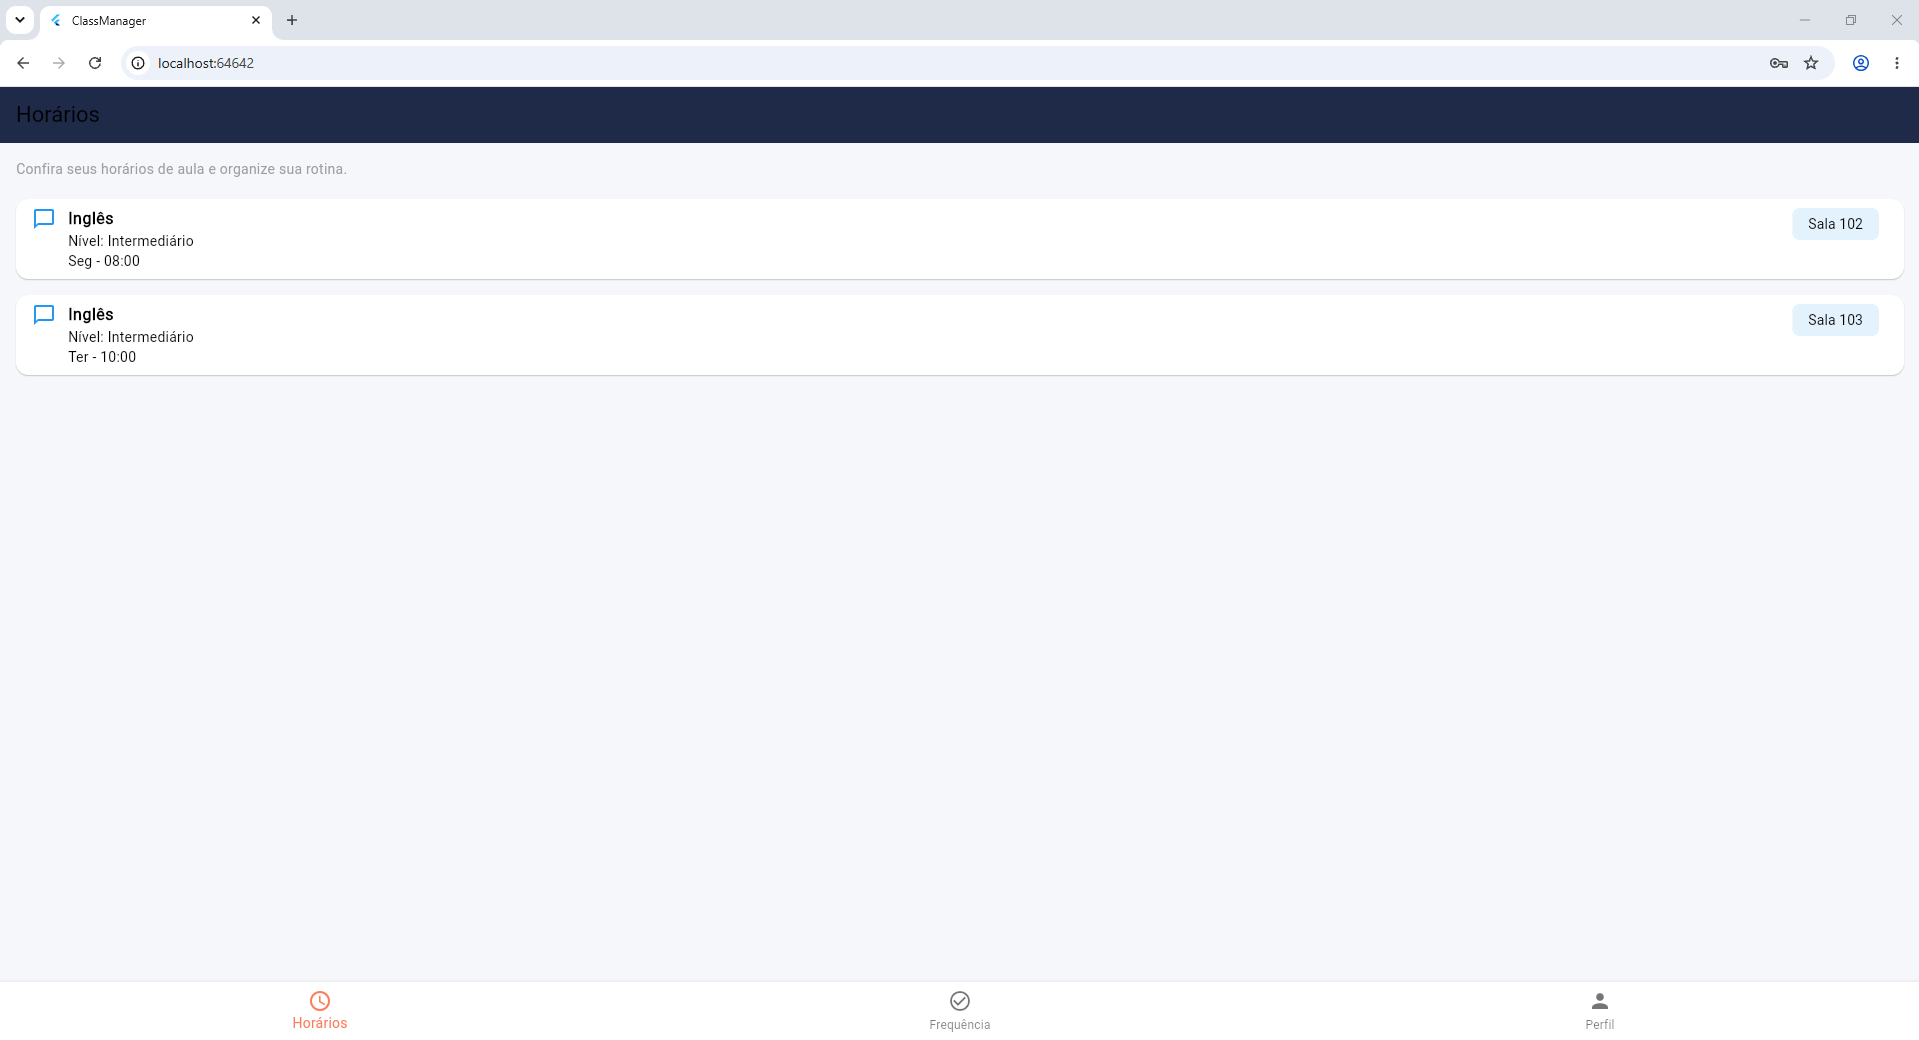 ClassManager
localhost:64642
Horários
Confira seus horários de aula e organize sua rotina.
Inglês
Nível: Intermediário
Seg - 08:00
Sala 102
Inglês
Nível: Intermediário
Ter - 10:00
Sala 103
Horários
Frequência
Perfil